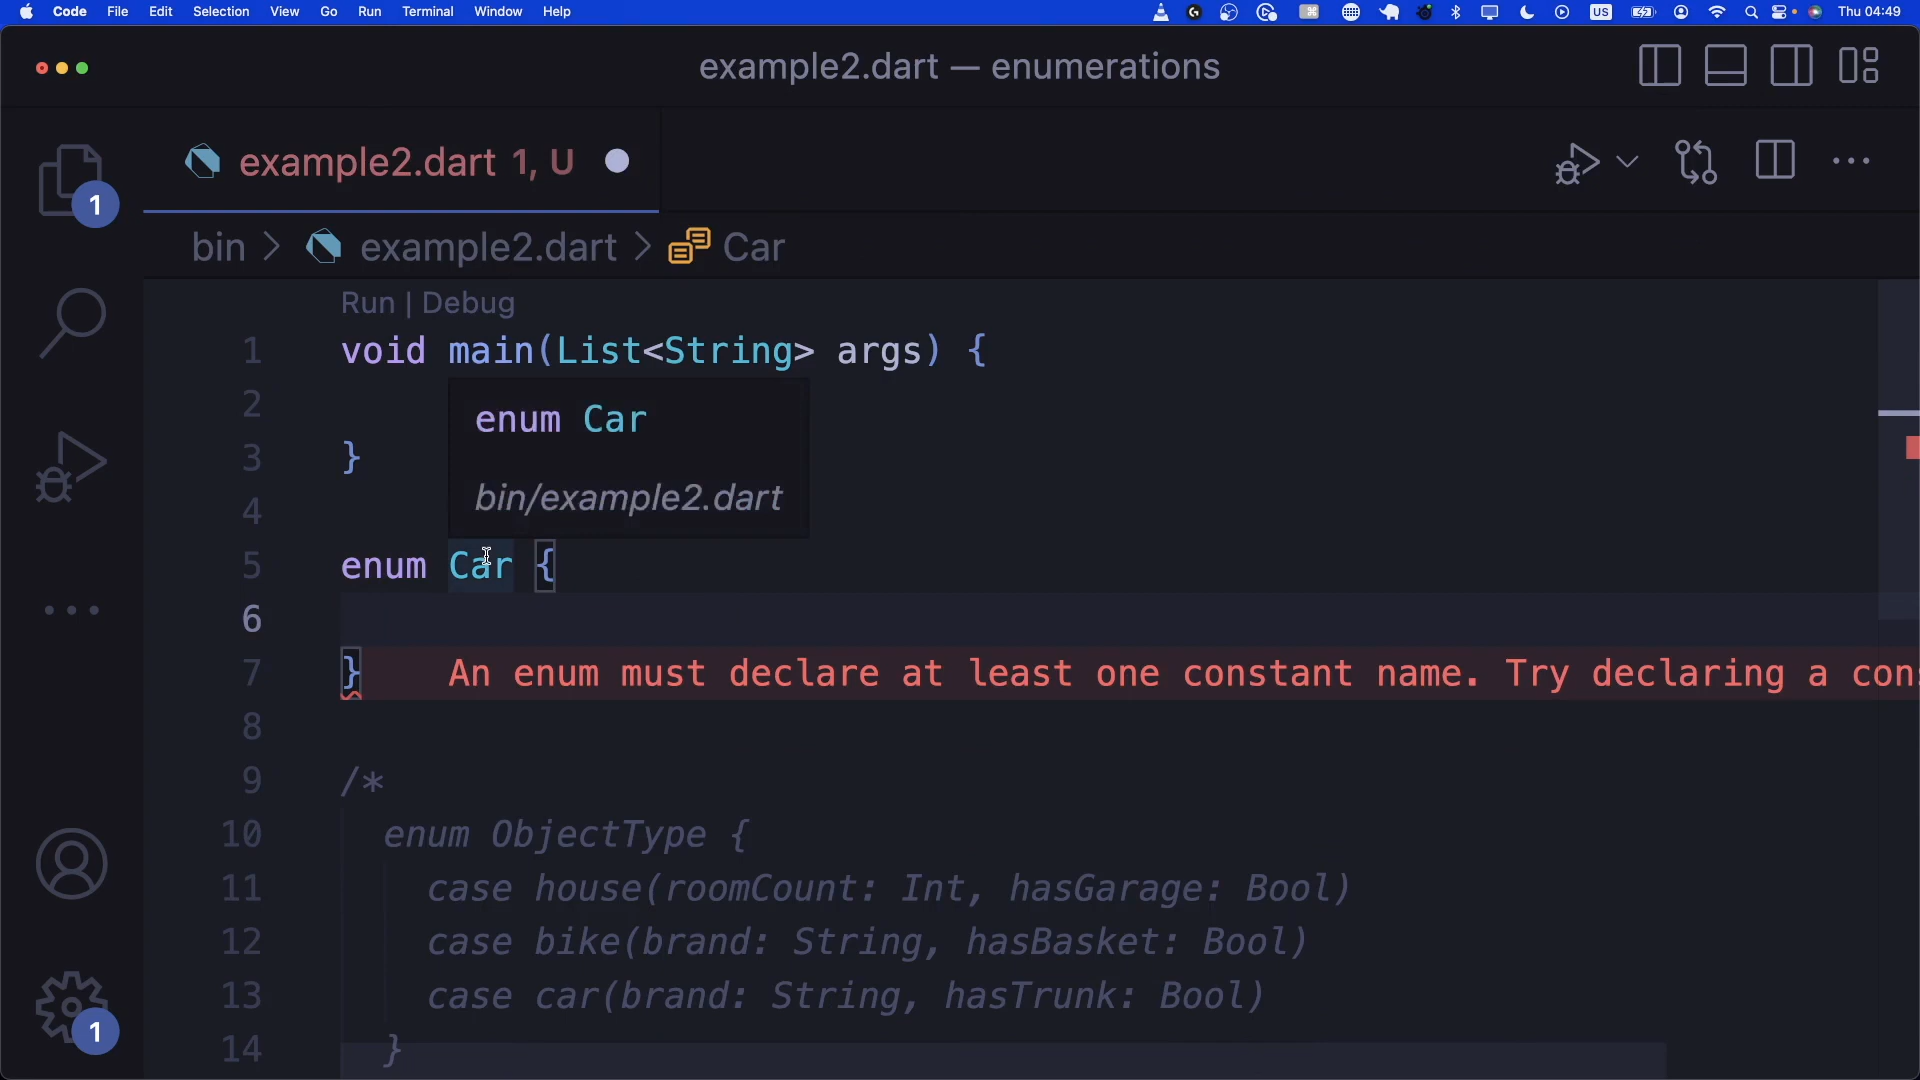 Code File Edit Selection View Go Run Terminal Window Help US Thu 04:49
example2.dart — enumerations
example2.dart 1, U
1
bin > example2.dart > Car
Run | Debug
1 void main(List<String> args) {
2
enum Car
3 }
bin/example2.dart
4
5 enum Car {
6
7 } An enum must declare at least one constant name. Try declaring a cons
8
9 /*
10 enum ObjectType {
11 case house(roomCount: Int, hasGarage: Bool)
12 case bike(brand: String, hasBasket: Bool)
13 case car(brand: String, hasTrunk: Bool)
1
14 }